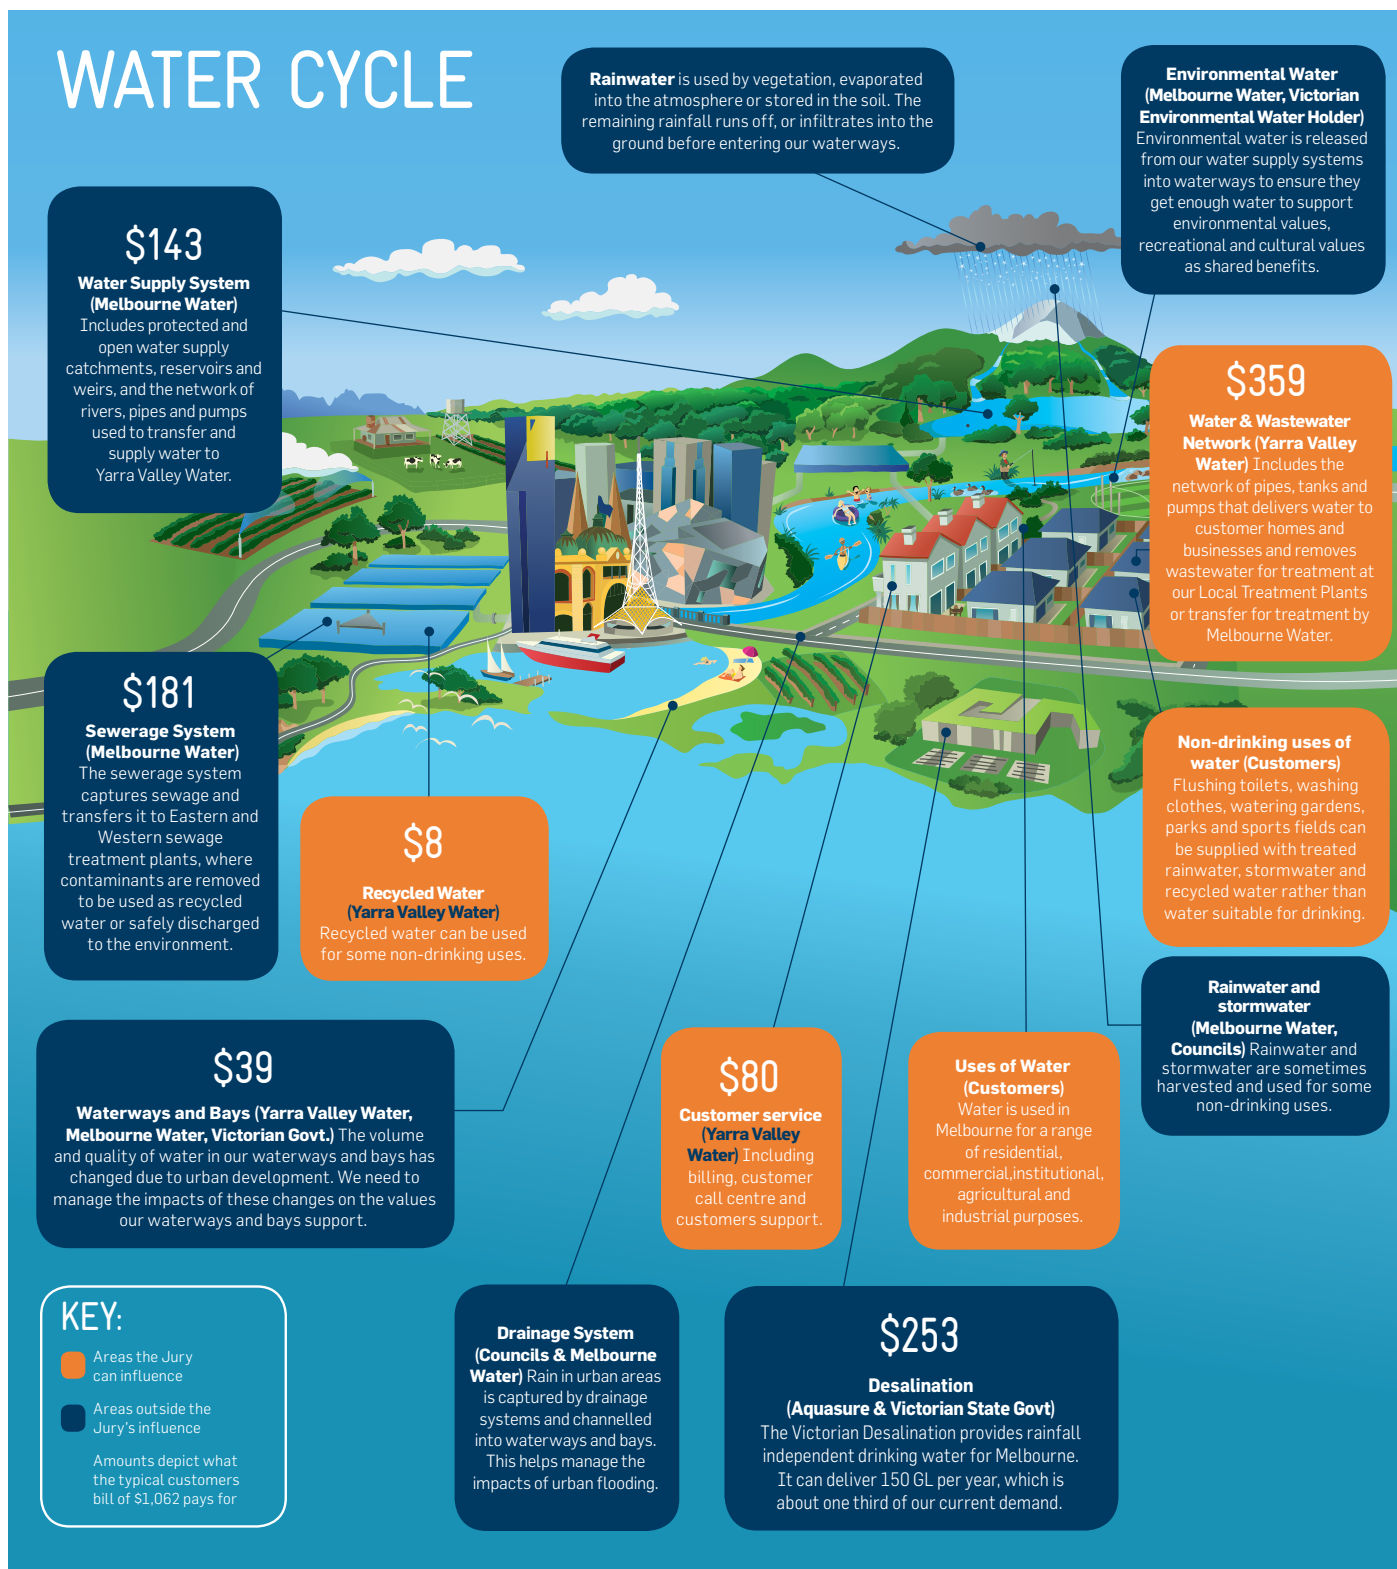 WATER CYCLE
Rainwater is used by vegetation, evaporated
into the atmosphere or stored in the soil. The
remaining rainfall runs off, or infiltrates into the
ground before entering our waterways.
Environmental Water
(Melbourne Water, Victorian
Environmental Water Holder)
Environmental water is released
from our water supply systems
into waterways to ensure they
get enough water to support
environmental values,
recreational and cultural values
as shared benefits.
$143
Water Supply System
(Melbourne Water)
Includes protected and
open water supply
catchments, reservoirs and
weirs, and the network of
rivers, pipes and pumps
used to transfer and
supply water to
Yarra Valley Water.
$359
Water & Wastewater
Network (Yarra Valley
Water) Includes the
network of pipes, tanks and
pumps that delivers water to
customer homes and
businesses and removes
wastewater for treatment at
our Local Treatment Plants
or transfer for treatment by
Melbourne Water.
$181
Sewerage System
(Melbourne Water)
The sewerage system
captures sewage and
transfers it to Eastern and
Western sewage
treatment plants, where
contaminants are removed
to be used as recycled
water or safely discharged
to the environment.
$8
Recycled Water
(Yarra Valley Water)
Recycled water can be used
for some non-drinking uses.
Non-drinking uses of
water (Customers)
Flushing toilets, washing
clothes, watering gardens,
parks and sports fields can
be supplied with treated
rainwater, stormwater and
recycled water rather than
water suitable for drinking.
Rainwater and
stormwater
(Melbourne Water,
Councils) Rainwater and
stormwater are sometimes
harvested and used for some
non-drinking uses.
$39
Waterways and Bays (Yarra Valley Water,
Melbourne Water, Victorian Govt.) The volume
and quality of water in our waterways and bays has
changed due to urban development. We need to
manage the impacts of these changes on the values
our waterways and bays support.
$80
Customer service
(Yarra Valley
Water) Including
billing, customer
call centre and
customers support.
Uses of Water
(Customers)
Water is used in
Melbourne for a range
of residential,
commercial,institutional,
agricultural and
industrial purposes.
KEY:
Areas the Jury
can influence
Areas outside the
Jury's influence
Amounts depict what
the typical customers
bill of $1,062 pays for
Drainage System
(Councils & Melbourne
Water) Rain in urban areas
is captured by drainage
systems and channelled
into waterways and bays.
This helps manage the
impacts of urban flooding.
$253
Desalination
(Aquasure & Victorian State Govt)
The Victorian Desalination provides rainfall
independent drinking water for Melbourne.
It can deliver 150 GL per year, which is
about one third of our current demand.